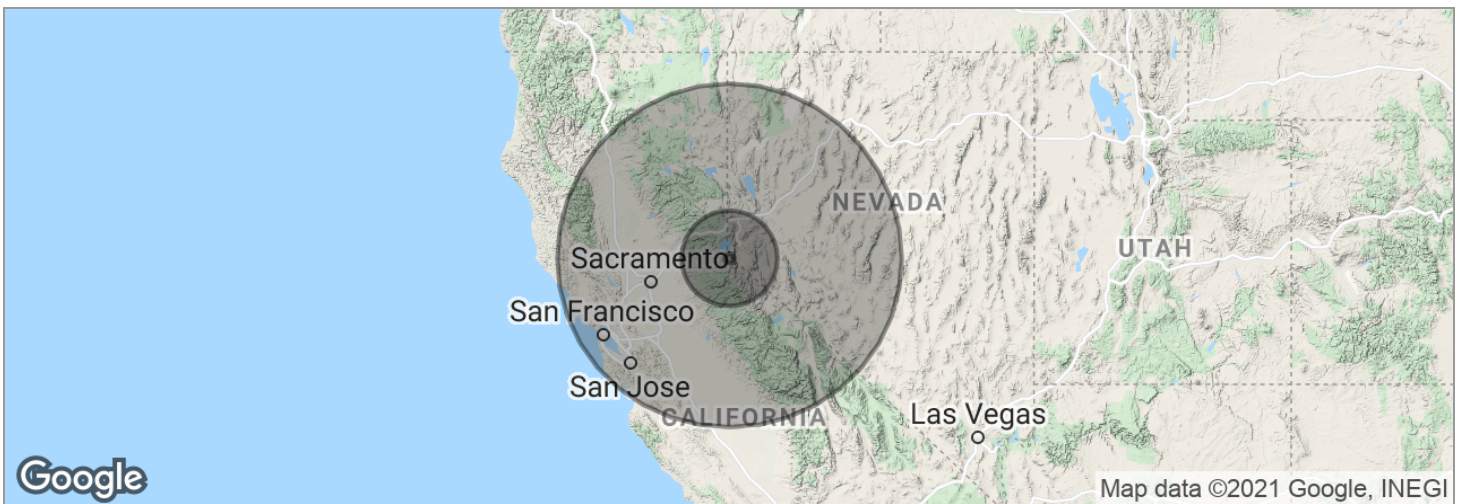 NEVADA
UTAH
Sacramento
San Francisco
San Jose
CALIFORNIA
Las Vegas
Google
Map data ©2021 Google, INEGI